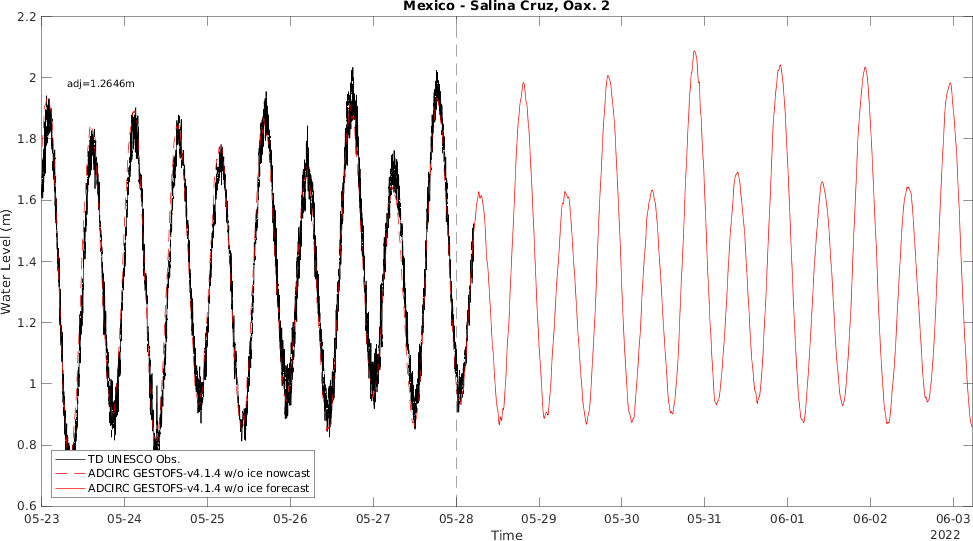 Mexico - Salina Cruz, Oax. 2
2.2
2
1.8
1.6
1.4
1.2
1
0.8
0.6
Water Level (m)
adj=1.2646m
TD UNESCO Obs.
ADCIRC GESTOFS-v4.1.4 w/o ice nowcast
ADCIRC GESTOFS-v4.1.4 w/o ice forecast
05-23 05-24 05-25 05-26 05-27 05-28 05-29 05-30 05-31 06-01 06-02 06-03
Time
2022